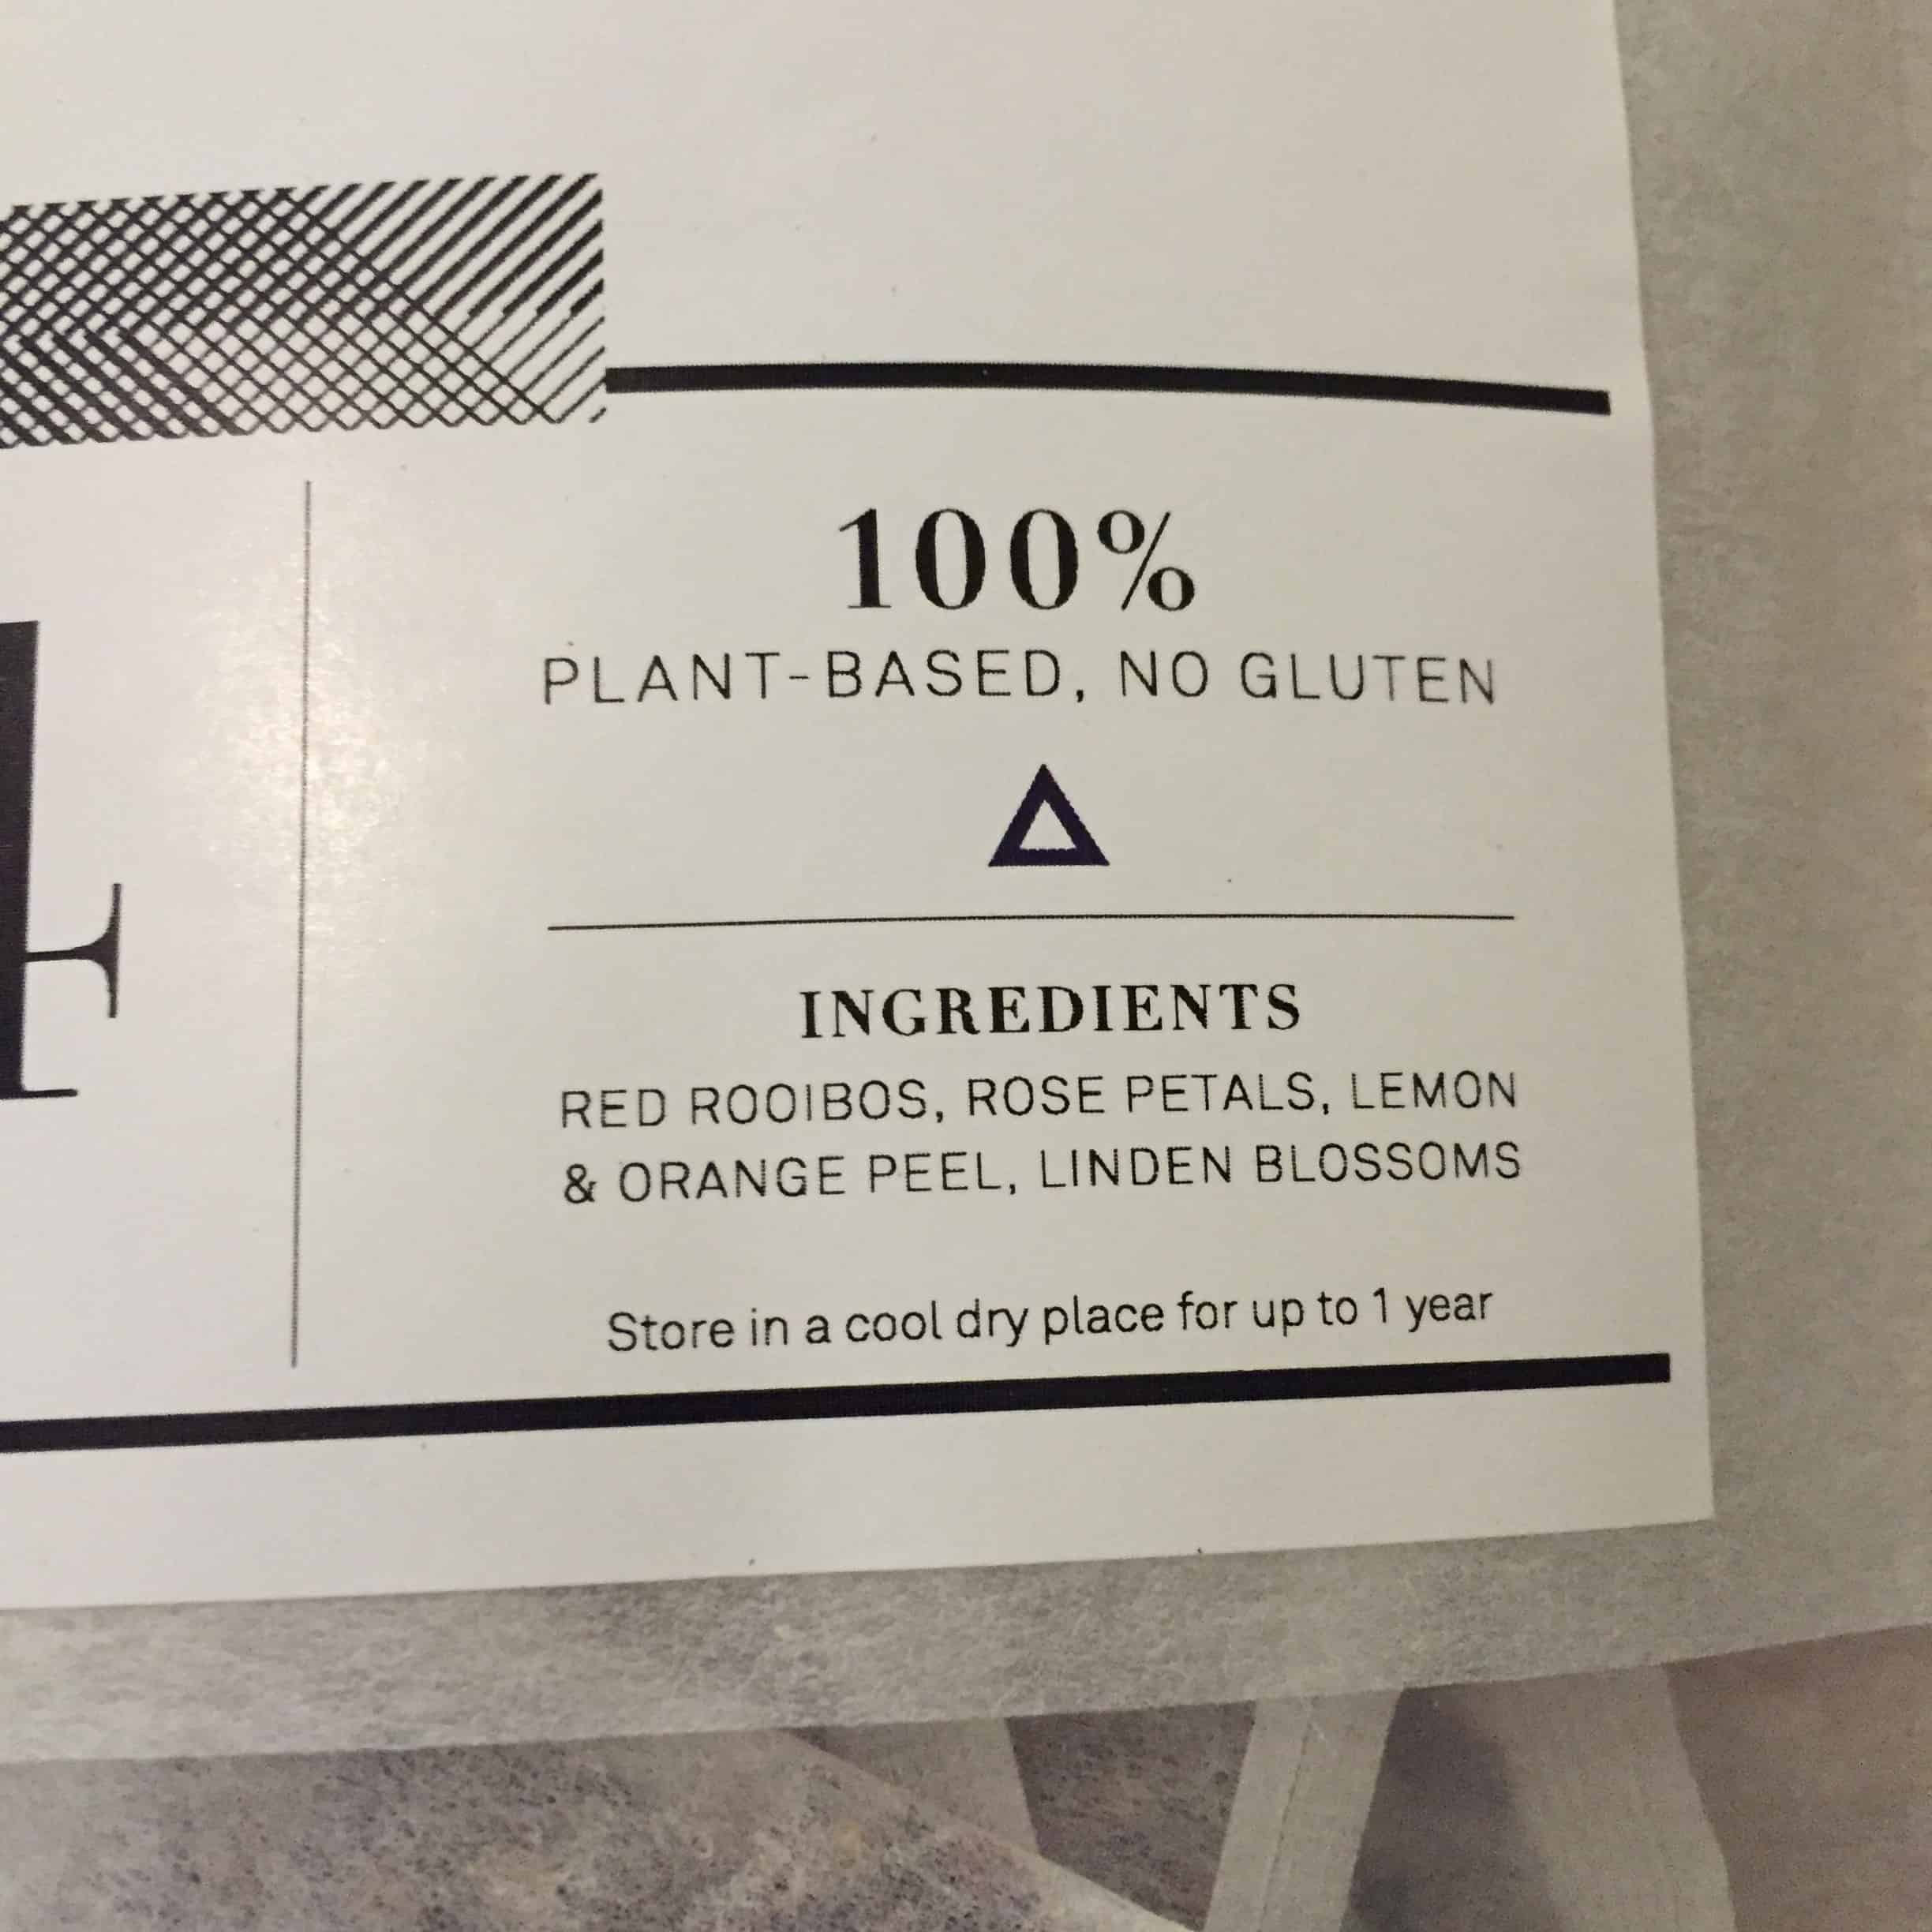 100%
PLANT-BASED, NO GLUTEN
INGREDIENTS
RED ROOIBOS, ROSE PETALS, LEMON
& ORANGE PEEL, LINDEN BLOSSOMS
Store in a cool dry place for up to 1 year